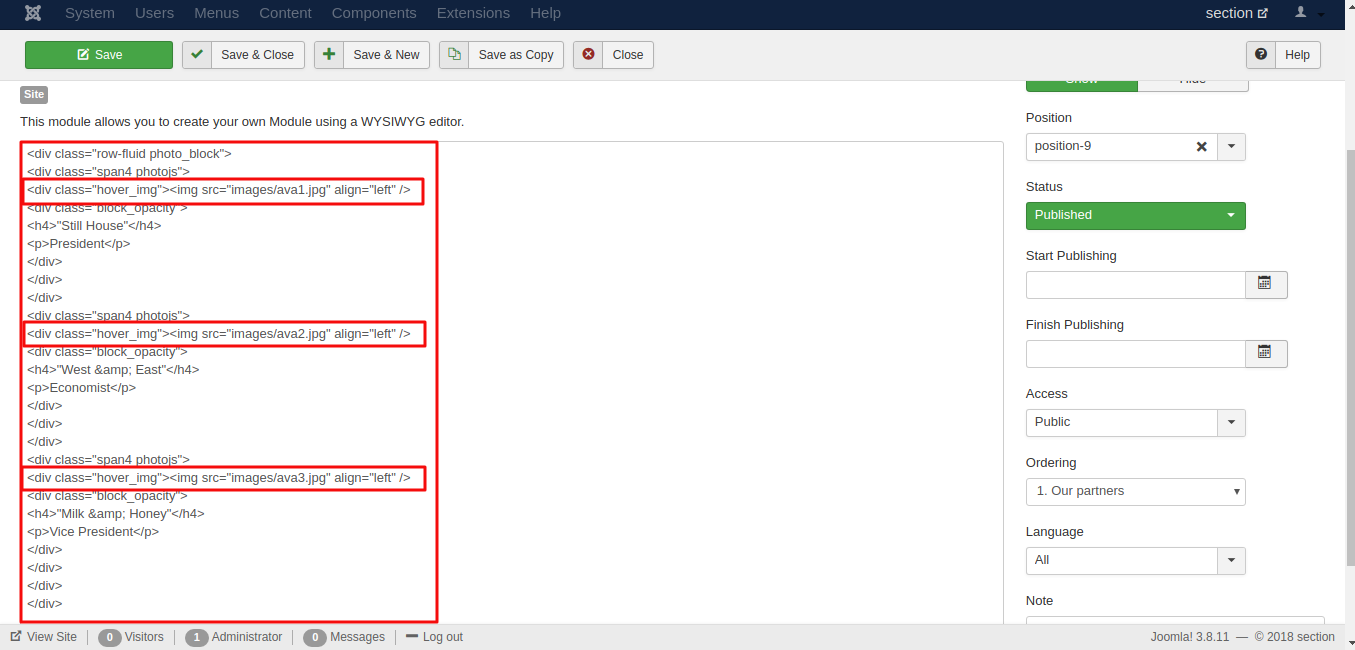 System Users Menus Content Components Extensions Help section
Save Save & Close Save & New Save as Copy Close Help
Site
This module allows you to create your own Module using a WYSIWYG editor.
<div class="row-fluid photo_block">
<div class="span4 photojs">
<div class="hover_img"><img src="images/ava1.jpg" align="left" />
<div class="block_opacity">
<h4>"Still House"</h4>
<p>President</p>
</div>
</div>
</div>
<div class="span4 photojs">
<div class="hover_img"><img src="images/ava2.jpg" align="left" />
<div class="block_opacity">
<h4>"West &amp; East"</h4>
<p>Economist</p>
</div>
</div>
</div>
<div class="span4 photojs">
<div class="hover_img"><img src="images/ava3.jpg" align="left" />
<div class="block_opacity">
<h4>"Milk &amp; Honey"</h4>
<p>Vice President</p>
</div>
</div>
</div>
</div>
Show Hide
Position
position-9
Status
Published
Start Publishing
Finish Publishing
Access
Public
Ordering
1. Our partners
Language
All
Note
View Site 0 Visitors 1 Administrator 0 Messages Log out Joomla! 3.8.11 — © 2018 section